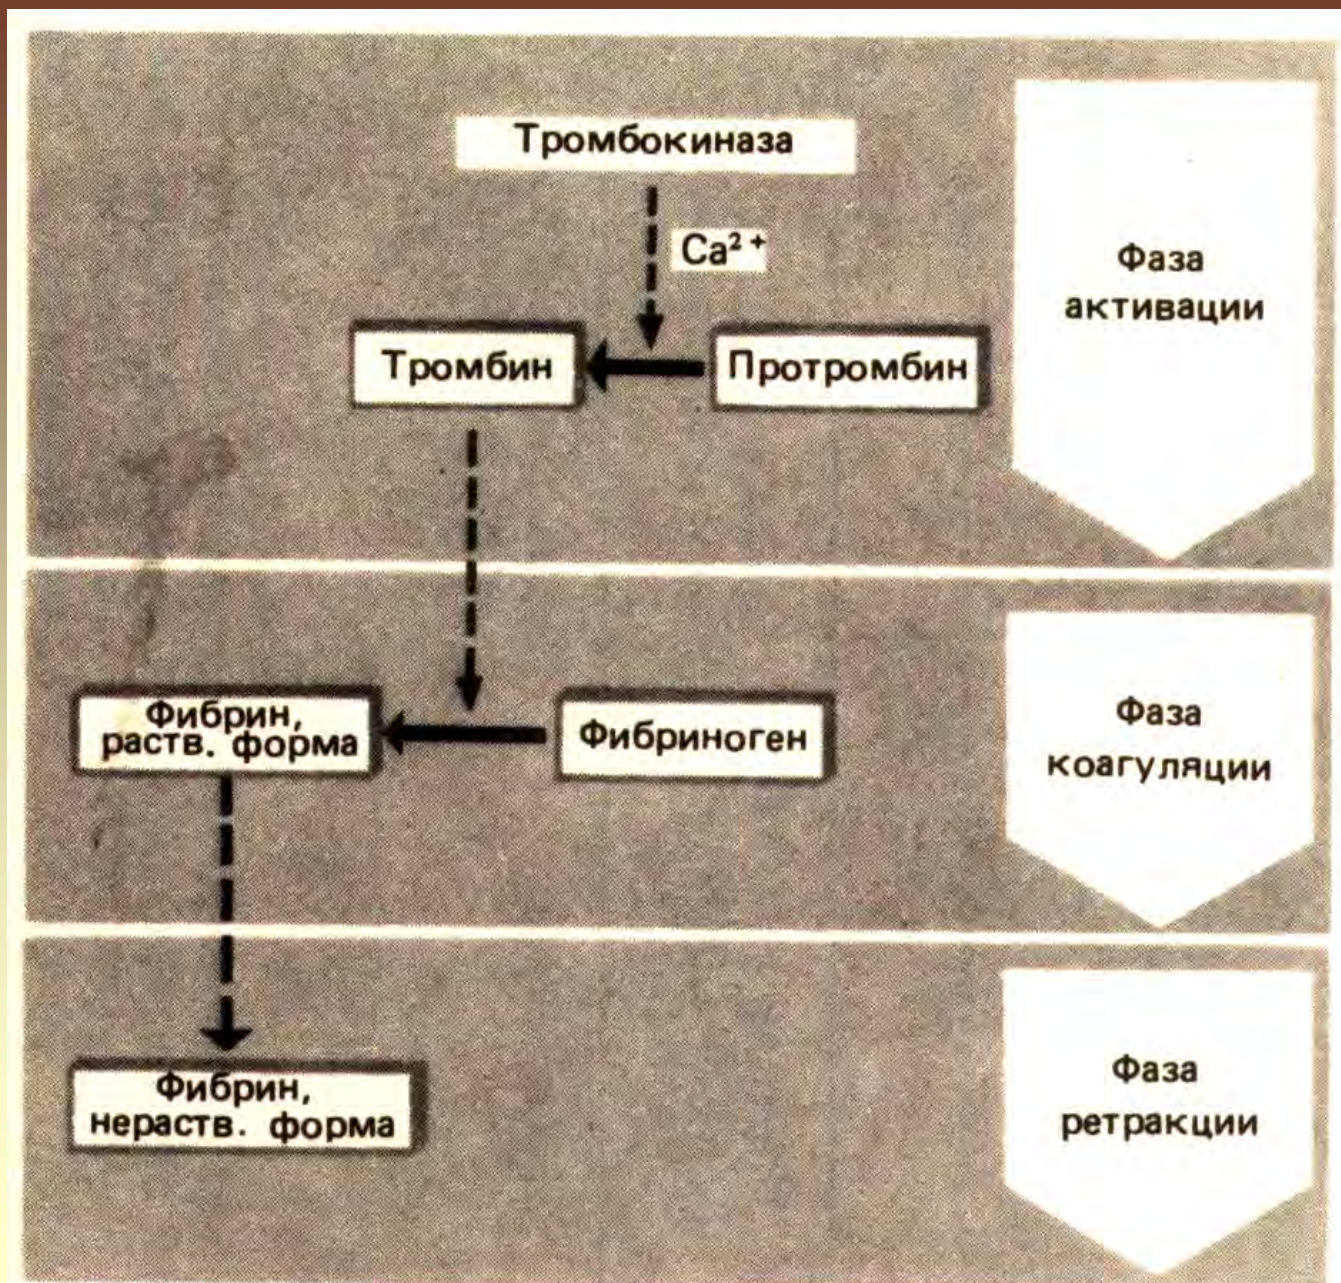 Тромбокиназа
Ca²⁺
Тромбин
Протромбин
Фаза
активации
Фибрин,
раств. форма
Фибриноген
Фаза
коагуляции
Фибрин,
нераств. форма
Фаза
ретракции